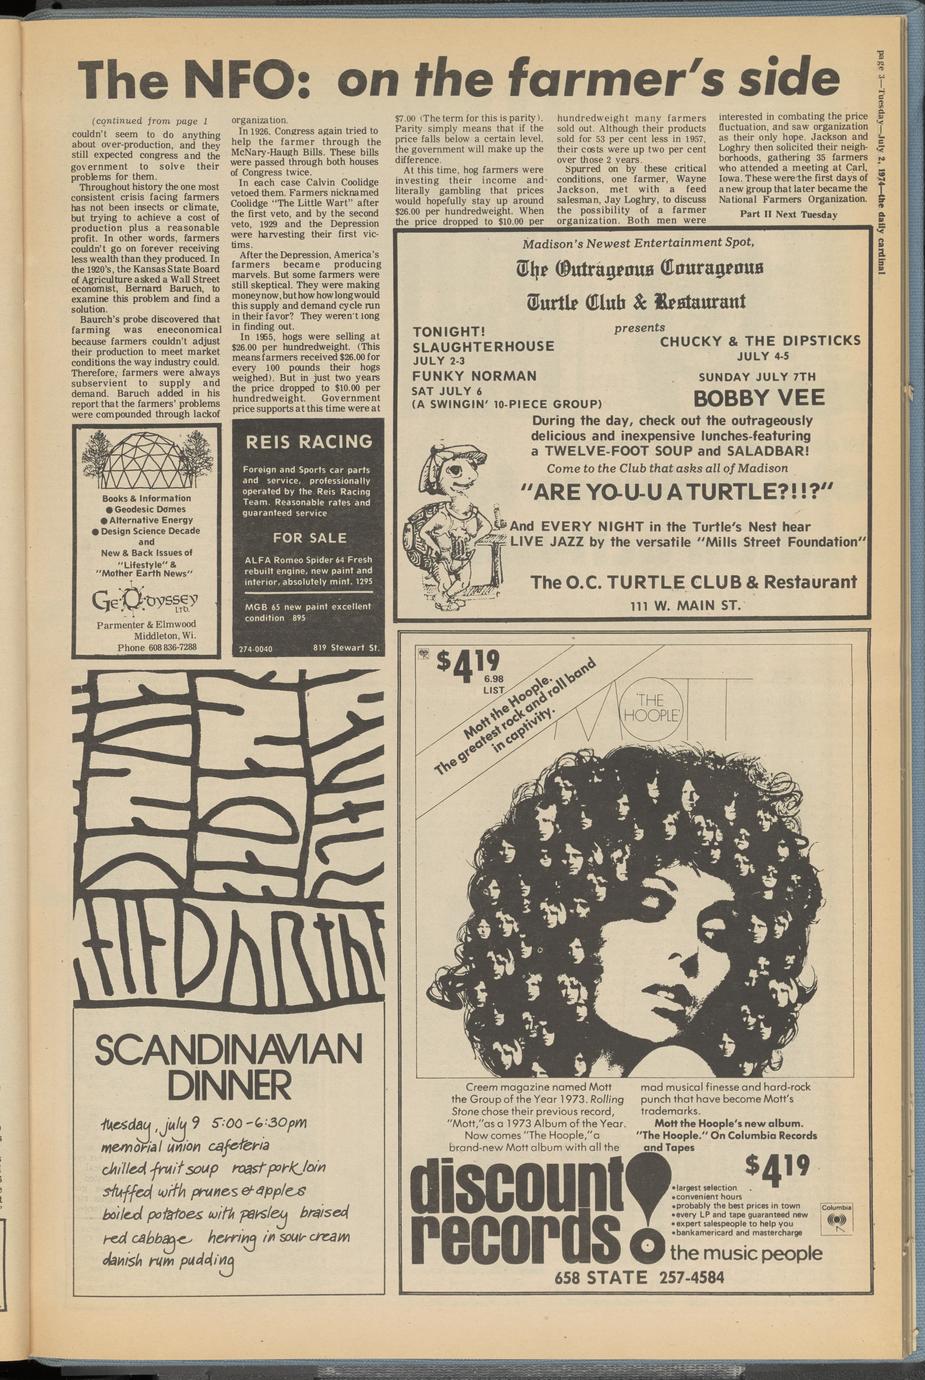 page 3—Tuesday—July 2, 1974—the daily cardinal
The NFO: on the farmer's side
(continued from page 1
couldn't seem to do anything
about over-production, and they
still expected congress and the
government to solve their
problems for them.
Throughout history the one most
consistent crisis facing farmers
has not been insects or climate,
but trying to achieve a cost of
production plus a reasonable
profit. In other words, farmers
couldn't go on forever receiving
less wealth than they produced. In
the 1920's, the Kansas State Board
of Agriculture asked a Wall Street
economist, Bernard Baruch, to
examine this problem and find a
solution.
Baurch's probe discovered that
farming was eneconomical
because farmers couldn't adjust
their production to meet market
conditions the way industry could.
Therefore, farmers were always
subservient to supply and
demand. Baruch added in his
report that the farmers' problems
were compounded through lack of
organization.
In 1926, Congress again tried to
help the farmer through the
McNary-Haugh Bills. These bills
were passed through both houses
of Congress twice.
In each case Calvin Coolidge
vetoed them. Farmers nicknamed
Coolidge "The Little Wart" after
the first veto, and by the second
veto, 1929 and the Depression
were harvesting their first vic-
tims.
After the Depression, America's
farmers became producing
marvels. But some farmers were
still skeptical. They were making
money now, but how how long would
this supply and demand cycle run
in their favor? They weren't long
in finding out.
In 1955, hogs were selling at
$26.00 per hundredweight. (This
means farmers received $26.00 for
every 100 pounds their hogs
weighed). But in just two years
the price dropped to $10.00 per
hundredweight. Government
price supports at this time were at
$7.00 (The term for this is parity).
Parity simply means that if the
price falls below a certain level,
the government will make up the
difference.
At this time, hog farmers were
investing their income and
literally gambling that prices
would hopefully stay up around
$26.00 per hundredweight. When
the price dropped to $10.00 per
hundredweight many farmers
sold out. Although their products
sold for 53 per cent less in 1957,
their costs were up two per cent
over those 2 years.
Spurred on by these critical
conditions, one farmer, Wayne
Jackson, met with a feed
salesman, Jay Loghry, to discuss
the possibility of a farmer
organization. Both men were
interested in combating the price
fluctuation, and saw organization
as their only hope. Jackson and
Loghry then solicited their neigh-
borhoods, gathering 35 farmers
who attended a meeting at Carl,
Iowa. These were the first days of
a new group that later became the
National Farmers Organization.
Part II Next Tuesday
Madison's Newest Entertainment Spot,
The Outrageous Courageous
Turtle Club & Restaurant
presents
TONIGHT!
SLAUGHTERHOUSE
JULY 2-3
FUNKY NORMAN
SAT JULY 6
(A SWINGIN' 10-PIECE GROUP)
CHUCKY & THE DIPSTICKS
JULY 4-5
SUNDAY JULY 7TH
BOBBY VEE
During the day, check out the outrageously
delicious and inexpensive lunches-featuring
a TWELVE-FOOT SOUP and SALADBAR!
Come to the Club that asks all of Madison
"ARE YO-U-U A TURTLE?!!?"
And EVERY NIGHT in the Turtle's Nest hear
LIVE JAZZ by the versatile "Mills Street Foundation"
The O.C. TURTLE CLUB & Restaurant
111 W. MAIN ST.
Books & Information
● Geodesic Domes
● Alternative Energy
● Design Science Decade
and
New & Back Issues of
"Lifestyle" &
"Mother Earth News"
GeOdyssey
LTD.
Parmenter & Elmwood
Middleton, Wi.
Phone 608 836-7288
REIS RACING
Foreign and Sports car parts
and service, professionally
operated by the Reis Racing
Team. Reasonable rates and
guaranteed service
FOR SALE
ALFA Romeo Spider 64 Fresh
rebuilt engine, new paint and
interior, absolutely mint, 1295
MGB 65 new paint excellent
condition 895
274-0040 819 Stewart St.
SCANDINAVIAN
DINNER
tuesday, july 9 5:00-6:30pm
memorial union cafeteria
chilled fruit soup roast pork loin
stuffed with prunes & apples
boiled potatoes with parsley braised
red cabbage herring in sour cream
danish rum pudding
$4.19
6.98
LIST
Mott the Hoople.
The greatest rock and roll band
in captivity.
MOTT
'THE
HOOPLE'
Creem magazine named Mott
the Group of the Year 1973. Rolling
Stone chose their previous record,
"Mott," as a 1973 Album of the Year.
Now comes "The Hoople," a
brand-new Mott album with all the
mad musical finesse and hard-rock
punch that have become Mott's
trademarks.
Mott the Hoople's new album.
"The Hoople." On Columbia Records
and Tapes
$4.19
discount
records!
• largest selection
• convenient hours
• probably the best prices in town
• every LP and tape guaranteed new
• expert salespeople to help you
• bankamericard and mastercharge
Columbia
the music people
658 STATE 257-4584